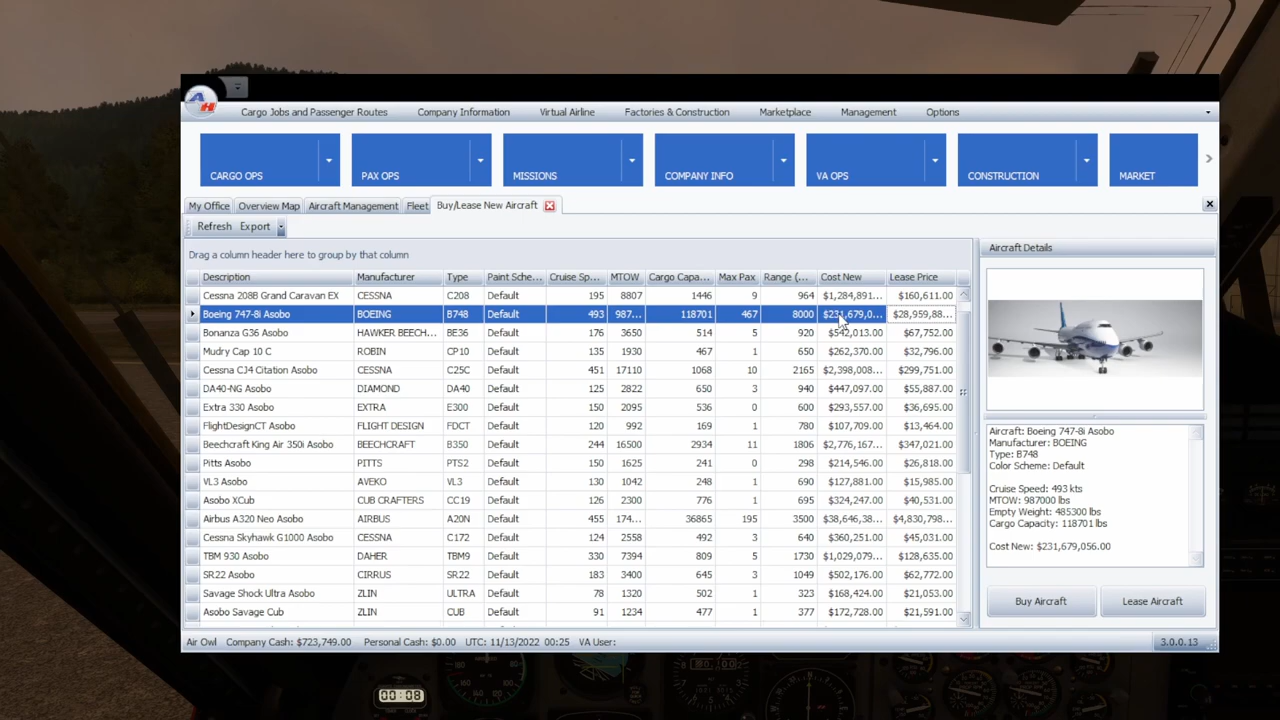 AH
Cargo Jobs and Passenger Routes Company Information Virtual Airline Factories & Construction Marketplace Management Options
CARGO OPS PAX OPS MISSIONS COMPANY INFO VA OPS CONSTRUCTION MARKET
My Office Overview Map Aircraft Management Fleet Buy/Lease New Aircraft
Refresh Export
Drag a column header here to group by that column
Description Manufacturer Type Paint Sche... Cruise Sp... MTOW Cargo Capa... Max Pax Range (... Cost New Lease Price
Cessna 208B Grand Caravan EX CESSNA C208 Default 195 8807 1446 9 964 $1,284,891... $160,611.00
Boeing 747-8i Asobo BOEING B748 Default 493 987... 118701 467 8000 $231,679,0... $28,959,88...
Bonanza G36 Asobo HAWKER BEECH... BE36 Default 176 3650 514 5 920 $542,013.00 $67,752.00
Mudry Cap 10 C ROBIN CP10 Default 135 1930 467 1 650 $262,370.00 $32,796.00
Cessna CJ4 Citation Asobo CESSNA C25C Default 451 17110 1068 10 2165 $2,398,008... $299,751.00
DA40-NG Asobo DIAMOND DA40 Default 125 2822 650 3 940 $447,097.00 $55,887.00
Extra 330 Asobo EXTRA E300 Default 150 2095 536 0 600 $293,557.00 $36,695.00
FlightDesignCT Asobo FLIGHT DESIGN FDCT Default 120 992 169 1 780 $107,709.00 $13,464.00
Beechcraft King Air 350i Asobo BEECHCRAFT B350 Default 244 16500 2934 11 1806 $2,776,167... $347,021.00
Pitts Asobo PITTS PTS2 Default 150 1625 241 0 298 $214,546.00 $26,818.00
VL3 Asobo AVEKO VL3 Default 130 1042 248 1 690 $127,881.00 $15,985.00
Asobo XCub CUB CRAFTERS CC19 Default 126 2300 776 1 695 $324,247.00 $40,531.00
Airbus A320 Neo Asobo AIRBUS A20N Default 455 174... 36865 195 3500 $38,646,38... $4,830,798...
Cessna Skyhawk G1000 Asobo CESSNA C172 Default 124 2558 492 3 640 $360,251.00 $45,031.00
TBM 930 Asobo DAHER TBM9 Default 330 7394 809 5 1730 $1,029,079... $128,635.00
SR22 Asobo CIRRUS SR22 Default 183 3400 645 3 1049 $502,176.00 $62,772.00
Savage Shock Ultra Asobo ZLIN ULTRA Default 78 1320 502 1 323 $168,424.00 $21,053.00
Asobo Savage Cub ZLIN CUB Default 91 1234 477 1 377 $172,728.00 $21,591.00
Aircraft Details
Aircraft: Boeing 747-8i Asobo
Manufacturer: BOEING
Type: B748
Color Scheme: Default
Cruise Speed: 493 kts
MTOW: 987000 lbs
Empty Weight: 485300 lbs
Cargo Capacity: 118701 lbs
Cost New: $231,679,056.00
Buy Aircraft Lease Aircraft
Air Owl Company Cash: $723,749.00 Personal Cash: $0.00 UTC: 11/13/2022 00:25 VA User: 3.0.0.13
00:08